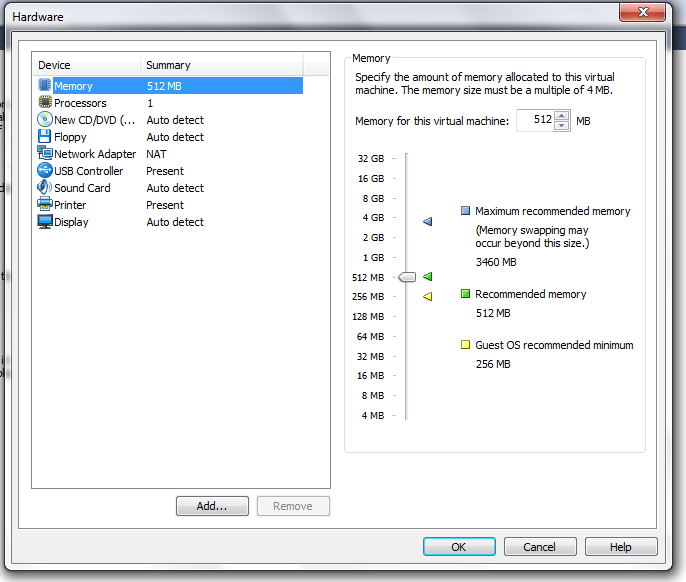 Hardware
Device Summary
Memory 512 MB
Processors 1
New CD/DVD (... Auto detect
Floppy Auto detect
Network Adapter NAT
USB Controller Present
Sound Card Auto detect
Printer Present
Display Auto detect
Add...
Remove
Memory
Specify the amount of memory allocated to this virtual
machine. The memory size must be a multiple of 4 MB.
Memory for this virtual machine: 512 MB
32 GB
16 GB
8 GB
4 GB
2 GB
1 GB
512 MB
256 MB
128 MB
64 MB
32 MB
16 MB
8 MB
4 MB
Maximum recommended memory
(Memory swapping may
occur beyond this size.)
3460 MB
Recommended memory
512 MB
Guest OS recommended minimum
256 MB
OK
Cancel
Help